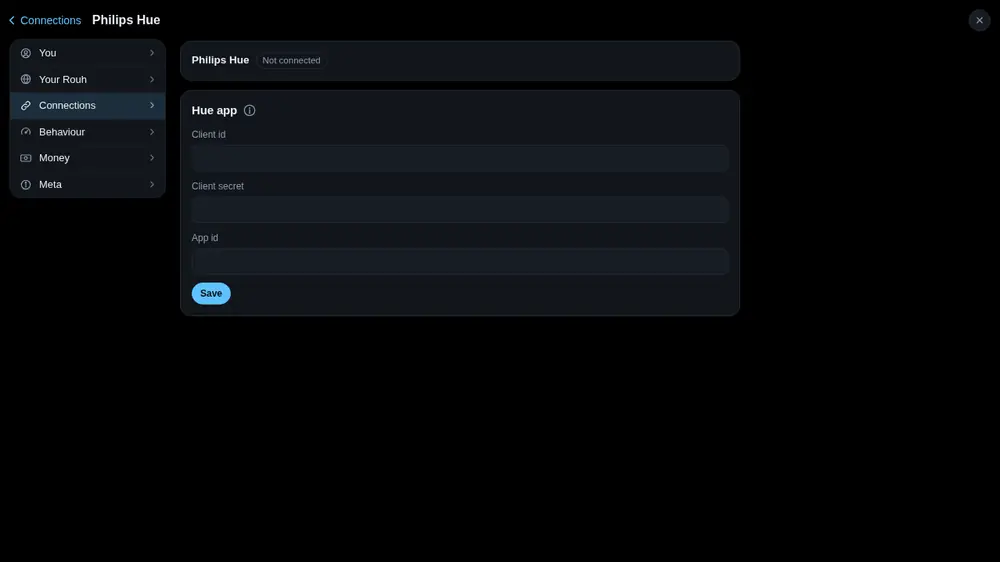 Connections Philips Hue
You
Your Rouh
Connections
Behaviour
Money
Meta
Philips Hue Not connected
Hue app
Client id
Client secret
App id
Save